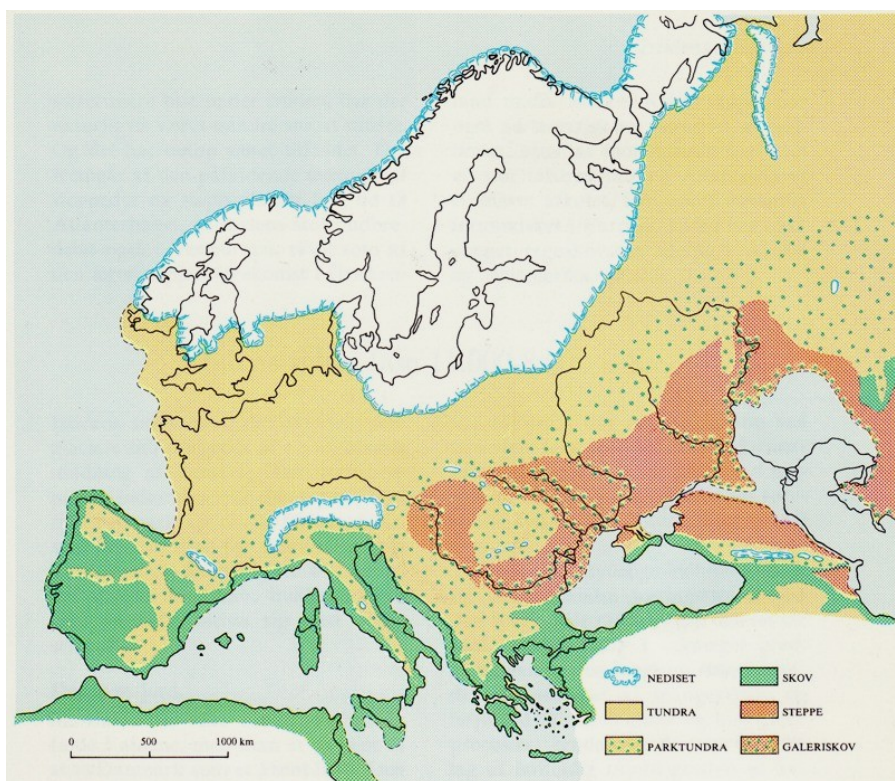 NEDISET
SKOV
TUNDRA
STEPPE
PARKTUNDRA
GALERISKOV
0 500 1000 km